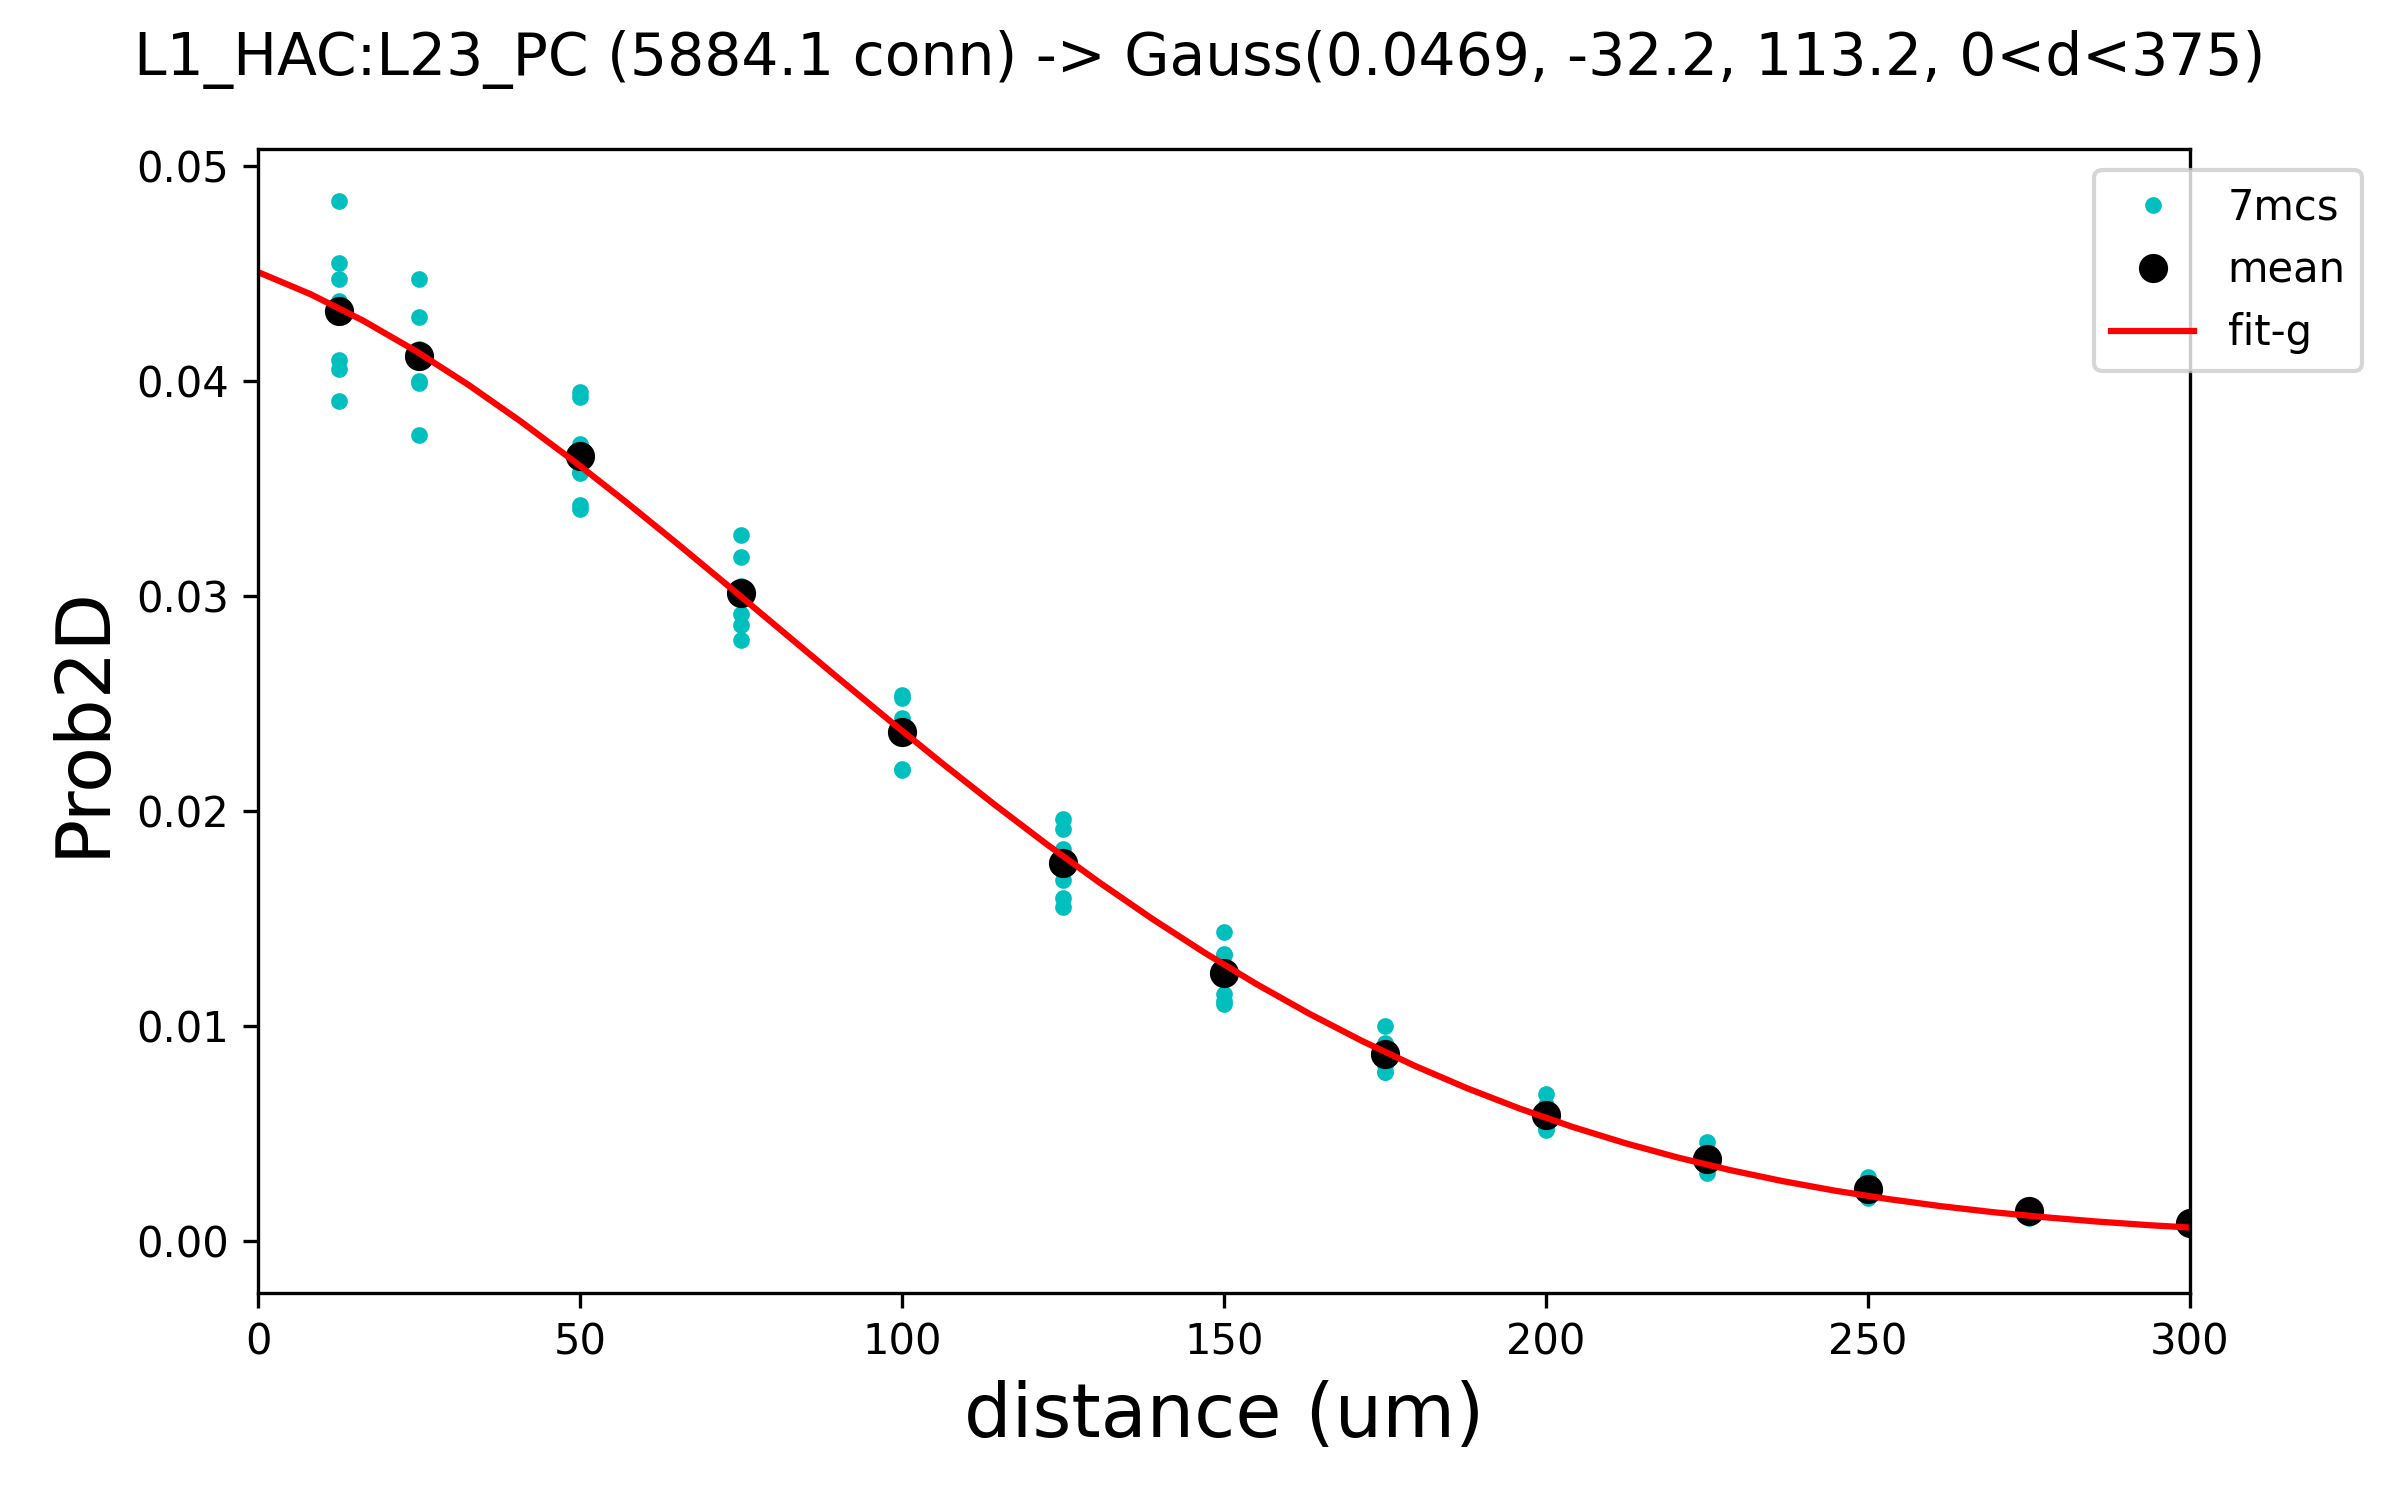 L1_HAC:L23_PC (5884.1 conn) -> Gauss(0.0469, -32.2, 113.2, 0<d<375)
0.05
0.04
0.03
0.02
0.01
0.00
Prob2D
7mcs
mean
fit-g
0 50 100 150 200 250 300
distance (um)